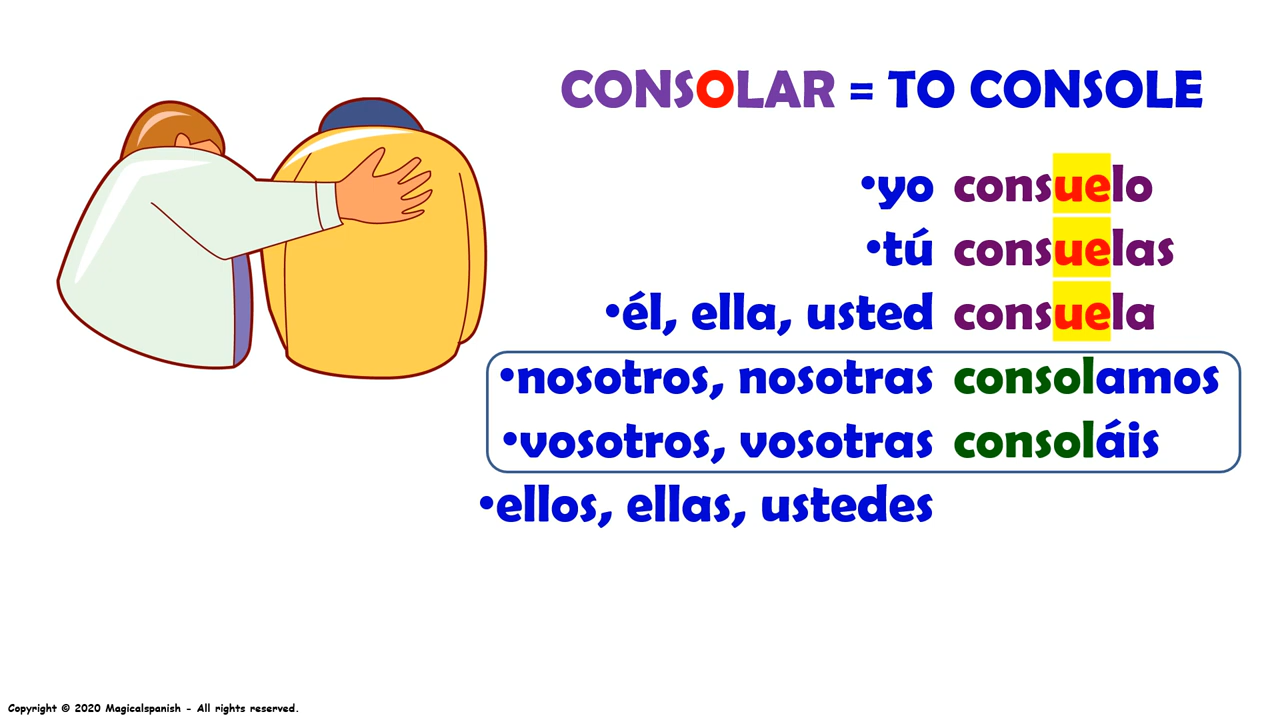 CONSOLAR = TO CONSOLE
•yo consuelo
•tú consuelas
•él, ella, usted consuela
•nosotros, nosotras consolamos
•vosotros, vosotras consoláis
•ellos, ellas, ustedes
Copyright © 2020 Magicalspanish - All rights reserved.